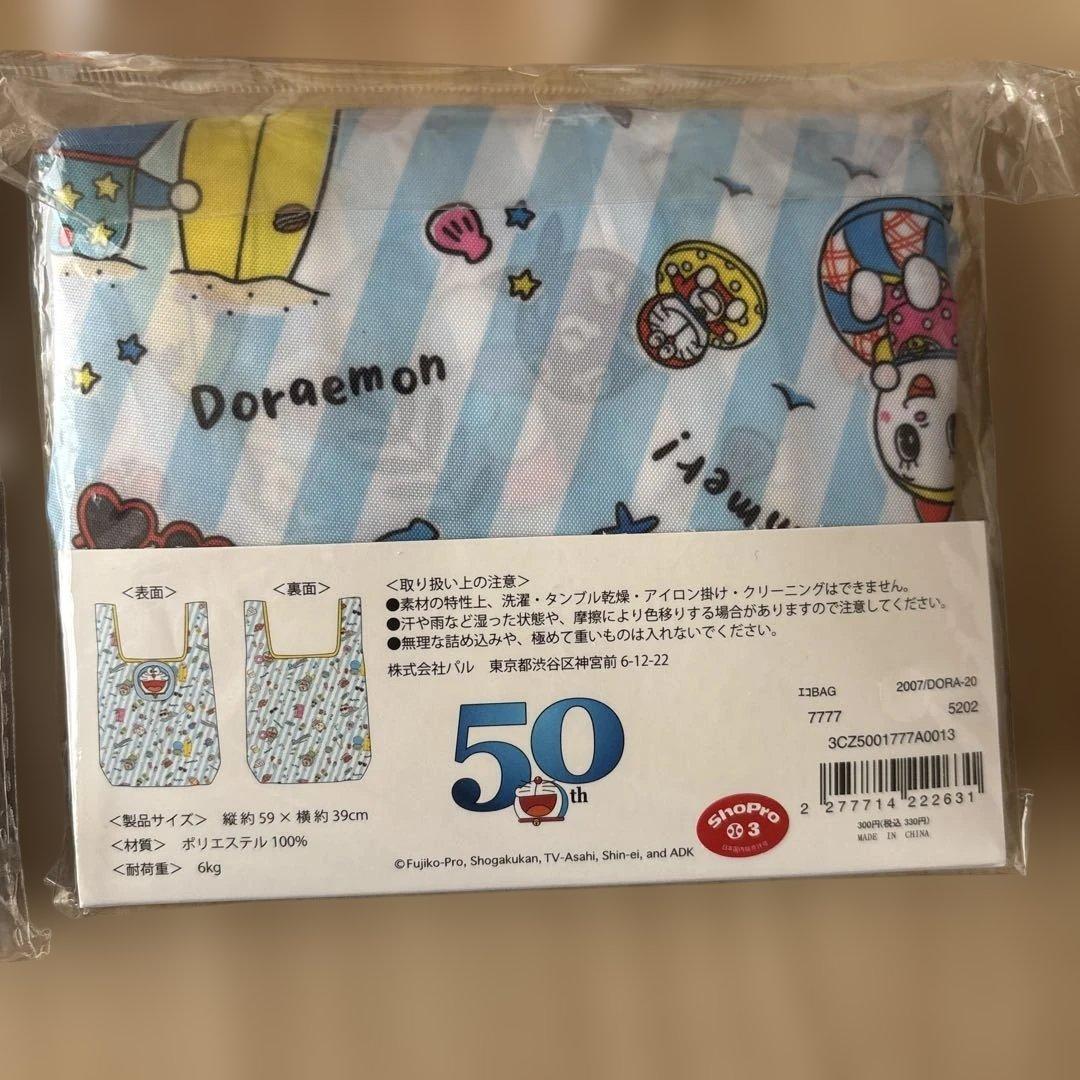 Doraemon
＜表面＞
＜裏面＞
＜取り扱い上の注意＞
●素材の特性上、洗濯・タンブル乾燥・アイロン掛け・クリーニングはできません。
●汗や雨など湿った状態や、摩擦により色移りする場合がありますので注意してください。
●無理な詰め込みや、極めて重いものは入れないでください。
株式会社パル 東京都渋谷区神宮前 6-12-22
50th
＜製品サイズ＞ 縦 約 59 × 横 約 39cm
＜材質＞ ポリエステル 100%
＜耐荷重＞ 6kg
©Fujiko-Pro, Shogakukan, TV-Asahi, Shin-ei, and ADK
ShoPro
3
ｴｺBAG 2007/DORA-20
7777 5202
3CZ5001777A0013
2 277714 222631
300円(税込 330円)
MADE IN CHINA